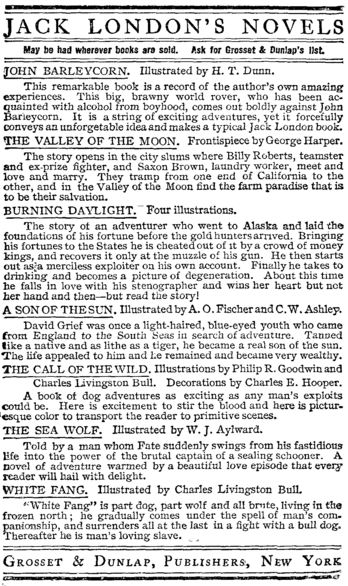 JACK LONDON'S NOVELS
May be had wherever books are sold. Ask for Grosset & Dunlap's list.
JOHN BARLEYCORN. Illustrated by H. T. Dunn.
This remarkable book is a record of the author's own amazing
experiences. This big, brawny world rover, who has been ac-
quainted with alcohol from boyhood, comes out boldly against John
Barleycorn. It is a string of exciting adventures, yet it forcefully
conveys an unforgetable idea and makes a typical Jack London book.
THE VALLEY OF THE MOON. Frontispiece by George Harper.
The story opens in the city slums where Billy Roberts, teamster
and ex-prize fighter, and Saxon Brown, laundry worker, meet and
love and marry. They tramp from one end of California to the
other, and in the Valley of the Moon find the farm paradise that is
to be their salvation.
BURNING DAYLIGHT. Four illustrations.
The story of an adventurer who went to Alaska and laid the
foundations of his fortune before the gold hunters arrived. Bringing
his fortunes to the States he is cheated out of it by a crowd of money
kings, and recovers it only at the muzzle of his gun. He then starts
out as a merciless exploiter on his own account. Finally he takes to
drinking and becomes a picture of degeneration. About this time
he falls in love with his stenographer and wins her heart but not
her hand and then—but read the story!
A SON OF THE SUN. Illustrated by A. O. Fischer and C. W. Ashley.
David Grief was once a light-haired, blue-eyed youth who came
from England to the South Seas in search of adventure. Tanned
like a native and as lithe as a tiger, he became a real son of the sun.
The life appealed to him and he remained and became very wealthy.
THE CALL OF THE WILD. Illustrations by Philip R. Goodwin and
Charles Livingston Bull. Decorations by Charles E. Hooper.
A book of dog adventures as exciting as any man's exploits
could be. Here is excitement to stir the blood and here is pictur-
esque color to transport the reader to primitive scenes.
THE SEA WOLF. Illustrated by W. J. Aylward.
Told by a man whom Fate suddenly swings from his fastidious
life into the power of the brutal captain of a sealing schooner. A
novel of adventure warmed by a beautiful love episode that every
reader will hail with delight.
WHITE FANG. Illustrated by Charles Livingston Bull.
"White Fang" is part dog, part wolf and all brute, living in the
frozen north; he gradually comes under the spell of man's com-
panionship, and surrenders all at the last in a fight with a bull dog.
Thereafter he is man's loving slave.
GROSSET & DUNLAP, PUBLISHERS, NEW YORK